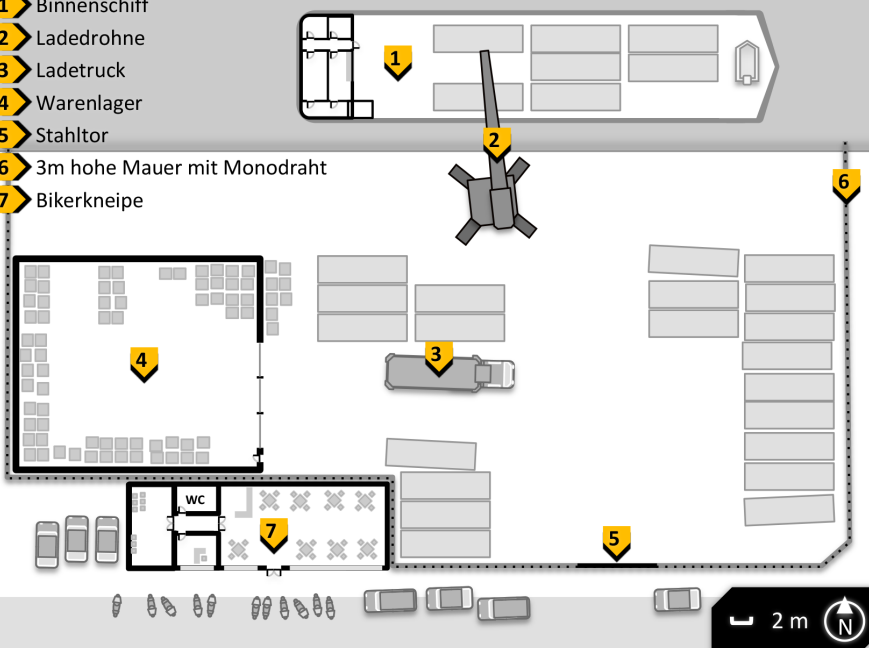 1 Binnenschiff
2 Ladedrohne
3 Ladetruck
4 Warenlager
5 Stahltor
6 3m hohe Mauer mit Monodraht
7 Bikerkneipe
1
2
6
3
4
WC
7
5
2 m
N